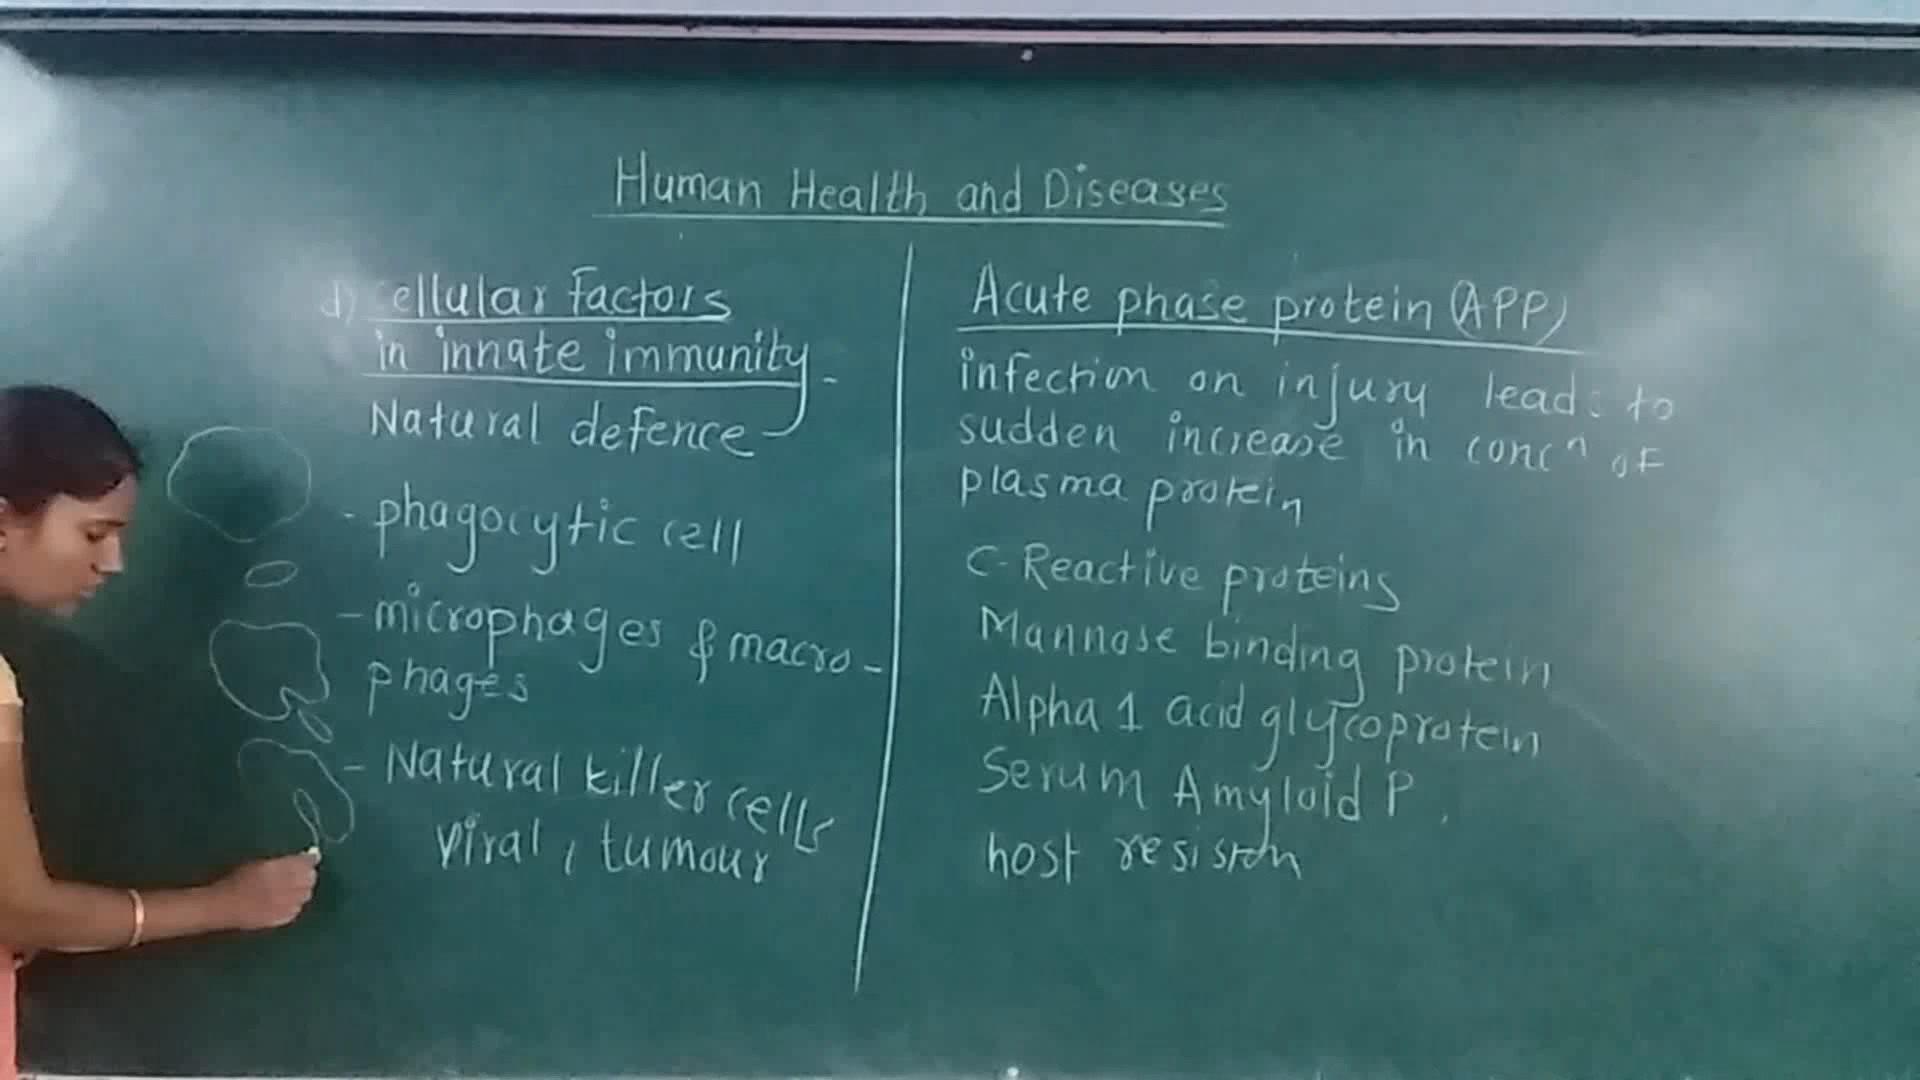 Human Health and Diseases
d) cellular factors
in innate immunity -
Natural defence
- phagocytic cell
- microphages & macro-
phages
- Natural killer cells
viral, tumour
Acute phase protein (APP)
infection on injury leads to
sudden increase in concⁿ of
plasma protein
C-Reactive proteins
Mannose binding protein
Alpha 1 acid glycoprotein
Serum Amyloid P.
host